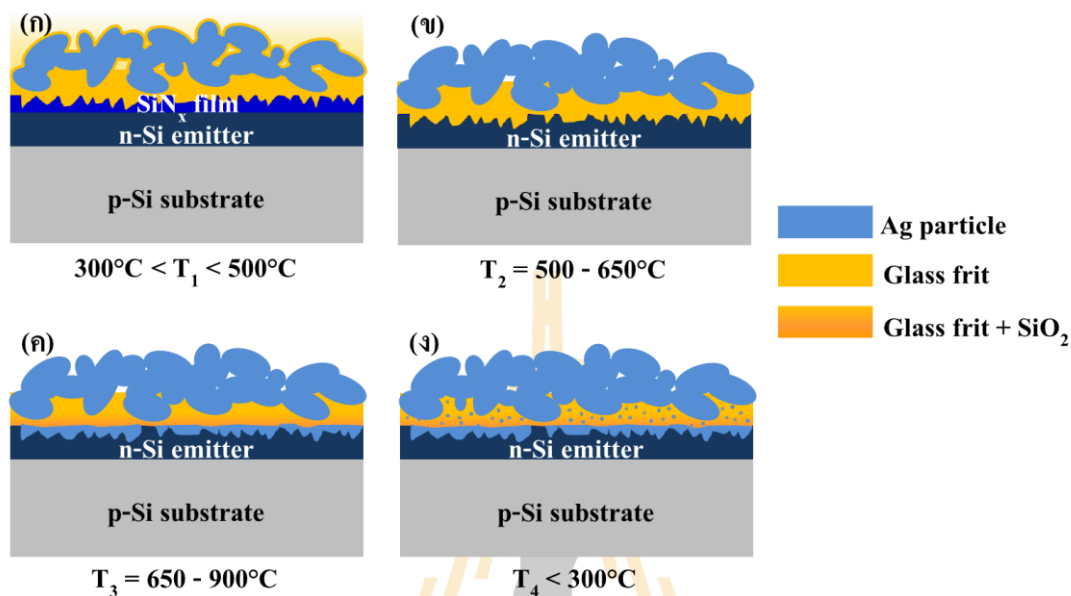 (ก)
SiNₓ film
n-Si emitter
p-Si substrate
300°C < T₁ < 500°C
(ข)
n-Si emitter
p-Si substrate
T₂ = 500 - 650°C
Ag particle
Glass frit
Glass frit + SiO₂
(ค)
n-Si emitter
p-Si substrate
T₃ = 650 - 900°C
(ง)
n-Si emitter
p-Si substrate
T₄ < 300°C